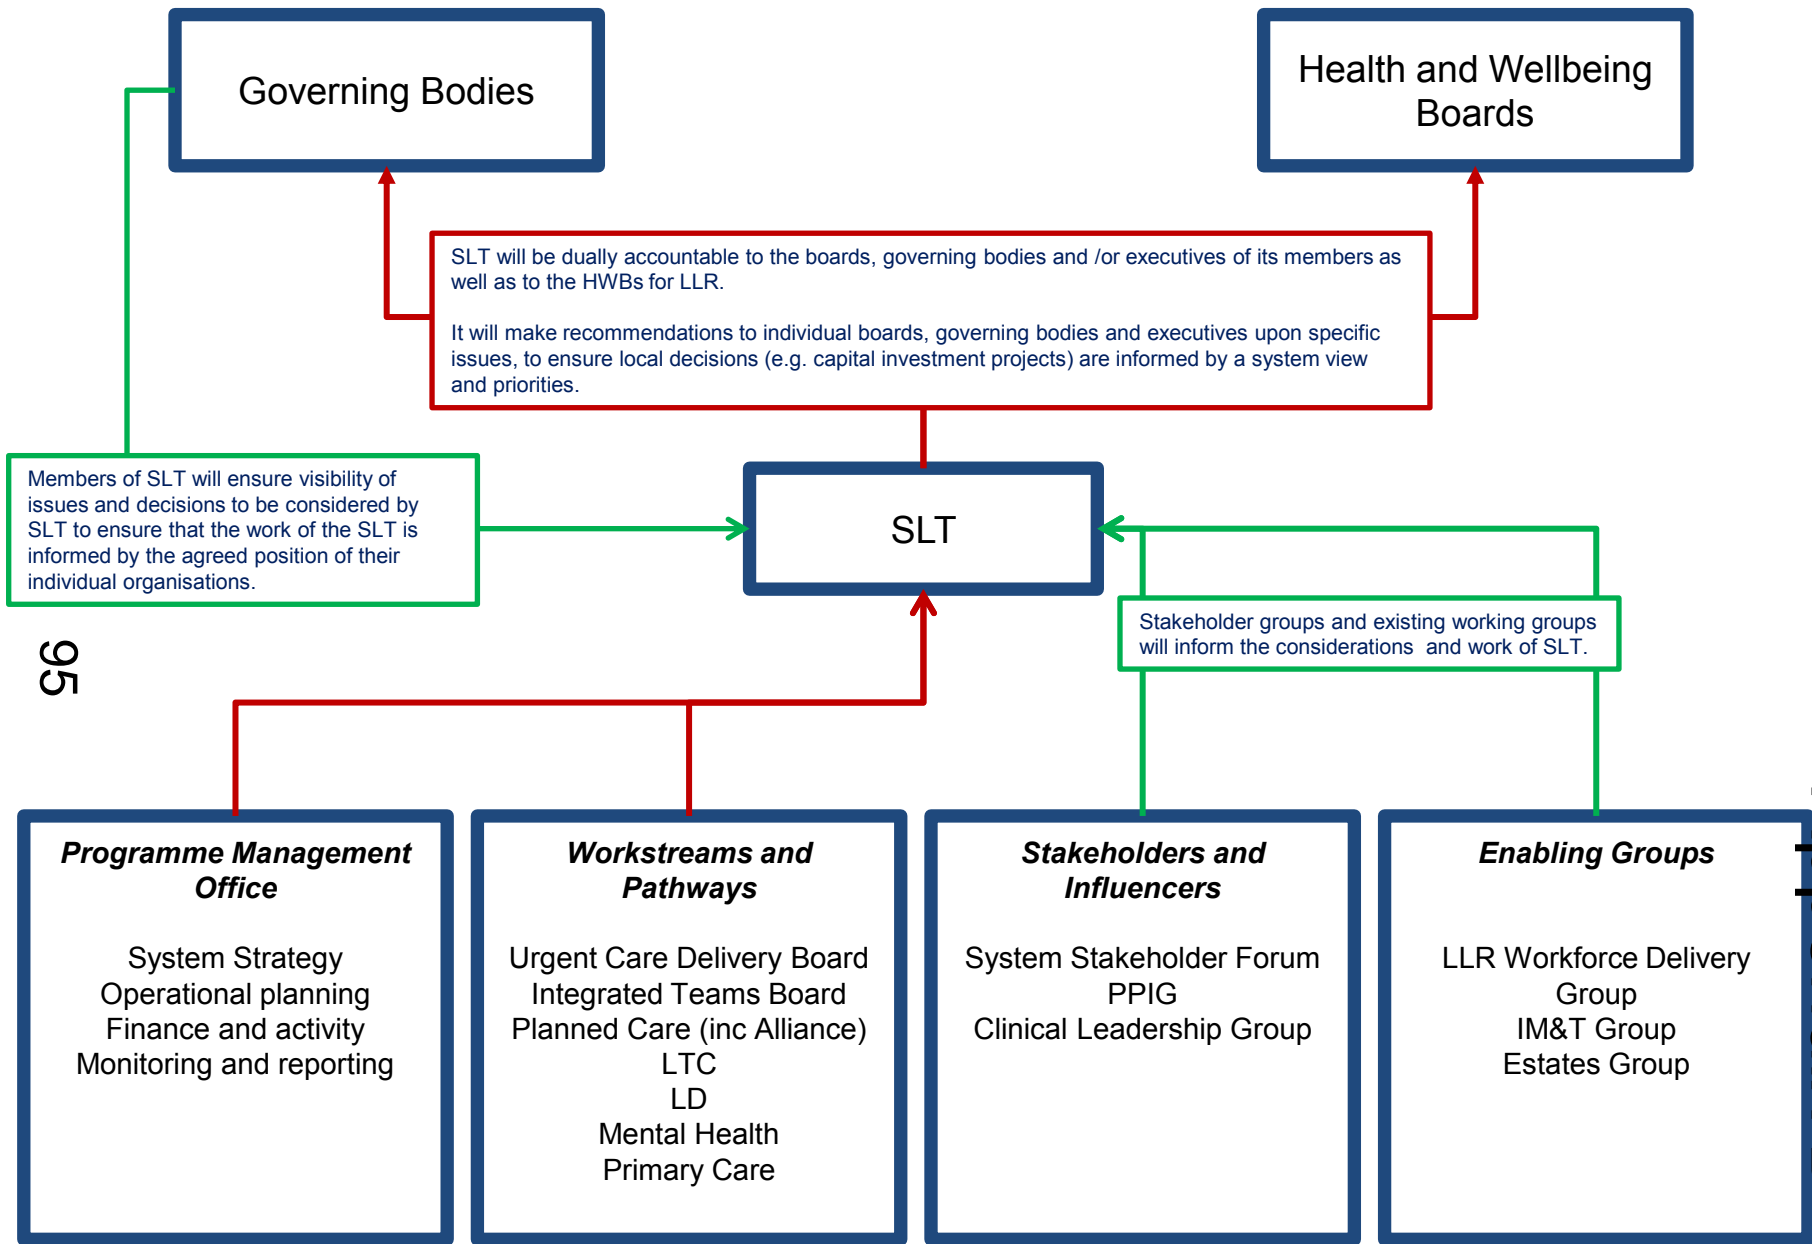 Governing Bodies
Health and Wellbeing
Boards
SLT will be dually accountable to the boards, governing bodies and /or executives of its members as
well as to the HWBs for LLR.
It will make recommendations to individual boards, governing bodies and executives upon specific
issues, to ensure local decisions (e.g. capital investment projects) are informed by a system view
and priorities.
Members of SLT will ensure visibility of
issues and decisions to be considered by
SLT to ensure that the work of the SLT is
informed by the agreed position of their
individual organisations.
SLT
Stakeholder groups and existing working groups
will inform the considerations  and work of SLT.
95
Programme Management
Office
System Strategy
Operational planning
Finance and activity
Monitoring and reporting
Workstreams and
Pathways
Urgent Care Delivery Board
Integrated Teams Board
Planned Care (inc Alliance)
LTC
LD
Mental Health
Primary Care
Stakeholders and
Influencers
System Stakeholder Forum
PPIG
Clinical Leadership Group
Enabling Groups
LLR Workforce Delivery
Group
IM&T Group
Estates Group